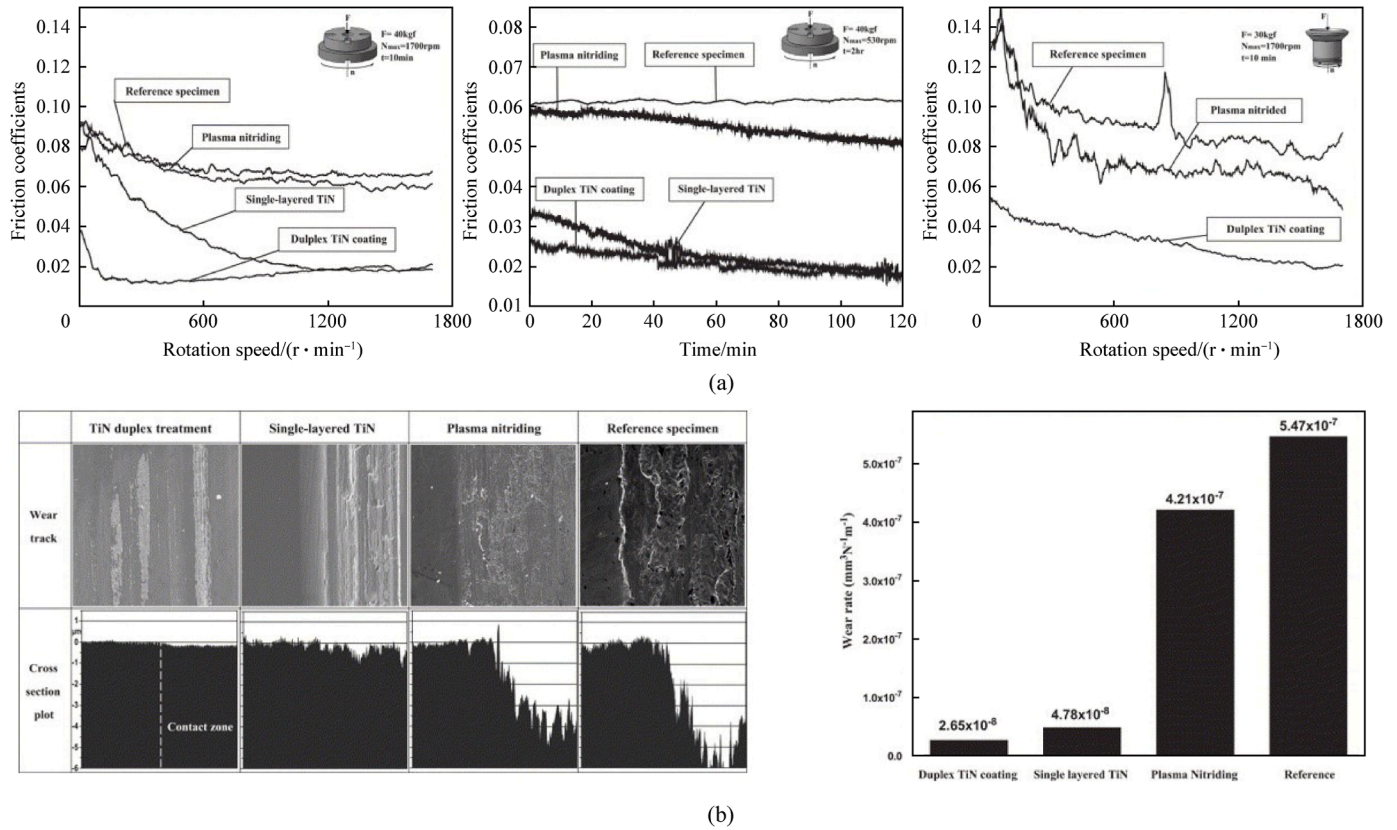 F
F= 40kgf
Nmax=1700rpm
t=10min
n
Reference specimen
Plasma nitriding
Single-layered TiN
Dulplex TiN coating
Friction coefficients
0.14
0.12
0.10
0.08
0.06
0.04
0.02
0 600 1200 1800
Rotation speed/(r · min⁻¹)
F
F= 40kgf
Nmax=530rpm
t=2hr
n
Plasma nitriding
Reference specimen
Duplex TiN coating
Single-layered TiN
Friction coefficients
0.08
0.07
0.06
0.05
0.04
0.03
0.02
0.01
0 20 40 60 80 100 120
Time/min
F
F= 30kgf
Nmax=1700rpm
t=10 min
n
Reference specimen
Plasma nitrided
Dulplex TiN coating
Friction coefficients
0.14
0.12
0.10
0.08
0.06
0.04
0.02
0 600 1200 1800
Rotation speed/(r · min⁻¹)
(a)
TiN duplex treatment Single-layered TiN Plasma nitriding Reference specimen
Wear
track
Cross
section
plot
1
μm
0
-1
-2
-3
-4
-5
-6
Contact zone
Wear rate (mm³N⁻¹m⁻¹)
5.0x10⁻⁷
4.0x10⁻⁷
3.0x10⁻⁷
2.0x10⁻⁷
1.0x10⁻⁷
0.0
2.65x10⁻⁸
4.78x10⁻⁸
4.21x10⁻⁷
5.47x10⁻⁷
Duplex TiN coating Single layered TiN Plasma Nitriding Reference
(b)